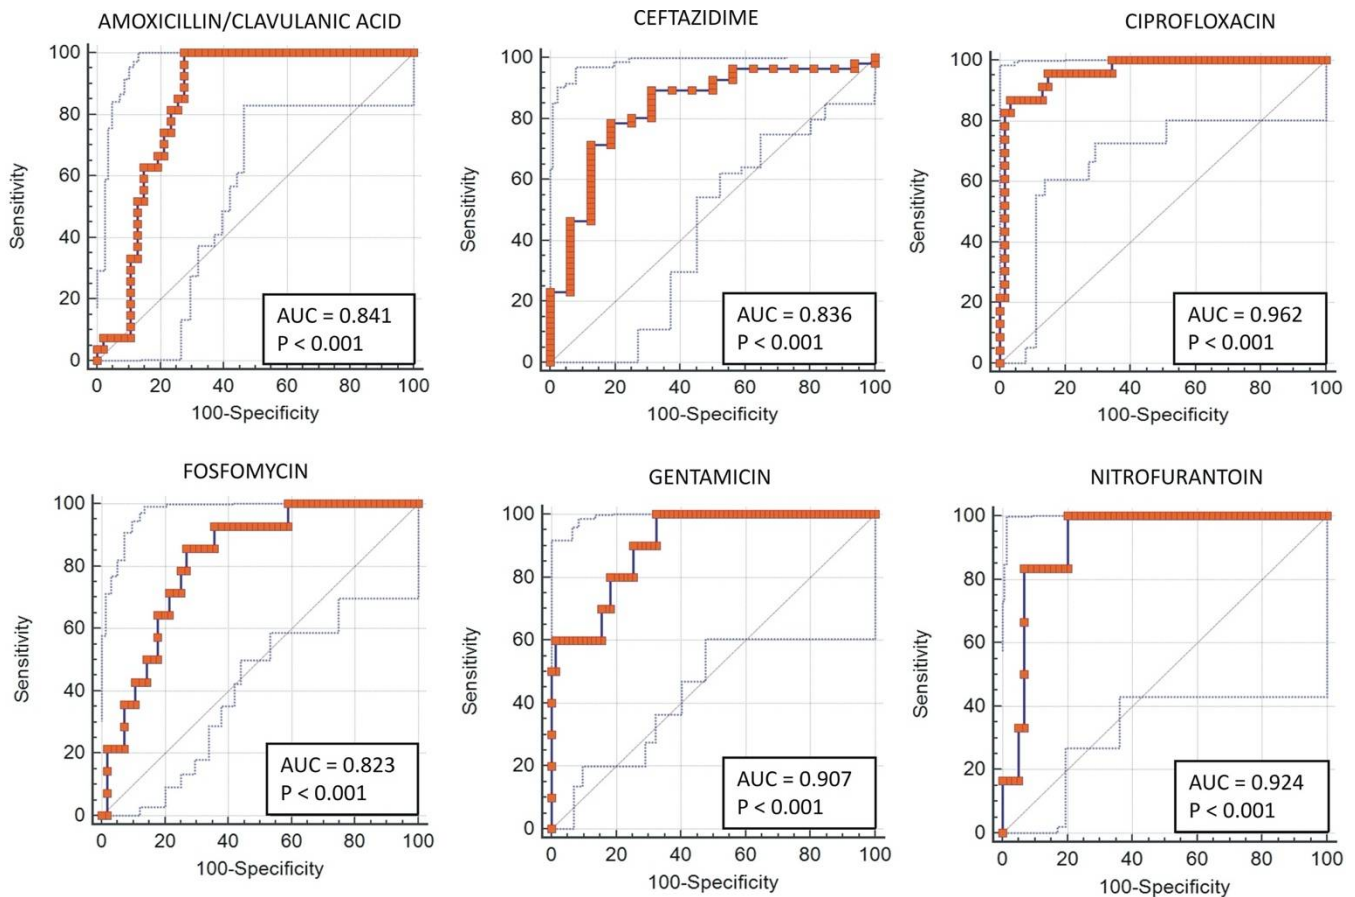 AMOXICILLIN/CLAVULANIC ACID
100
80
60
40
20
0
Sensitivity
AUC = 0.841
P < 0.001
0 20 40 60 80 100
100-Specificity
CEFTAZIDIME
100
80
60
40
20
0
Sensitivity
AUC = 0.836
P < 0.001
0 20 40 60 80 100
100-Specificity
CIPROFLOXACIN
100
80
60
40
20
0
Sensitivity
AUC = 0.962
P < 0.001
0 20 40 60 80 100
100-Specificity
FOSFOMYCIN
100
80
60
40
20
0
Sensitivity
AUC = 0.823
P < 0.001
0 20 40 60 80 100
100-Specificity
GENTAMICIN
100
80
60
40
20
0
Sensitivity
AUC = 0.907
P < 0.001
0 20 40 60 80 100
100-Specificity
NITROFURANTOIN
100
80
60
40
20
0
Sensitivity
AUC = 0.924
P < 0.001
0 20 40 60 80 100
100-Specificity